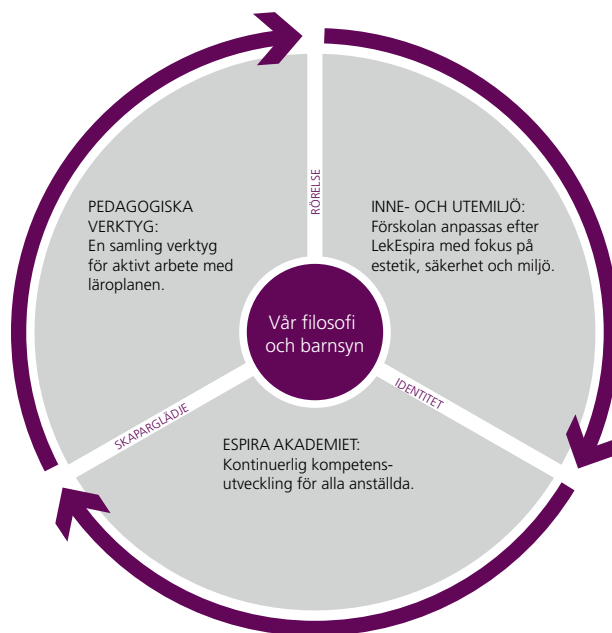 RÖRELSE
PEDAGOGISKA
VERKTYG:
En samling verktyg
för aktivt arbete med
läroplanen.
INNE- OCH UTEMILJÖ:
Förskolan anpassas efter
LekEspira med fokus på
estetik, säkerhet och miljö.
Vår filosofi
och barnsyn
SKAPARGLÄDJE
IDENTITET
ESPIRA AKADEMIET:
Kontinuerlig kompetens-
utveckling för alla anställda.